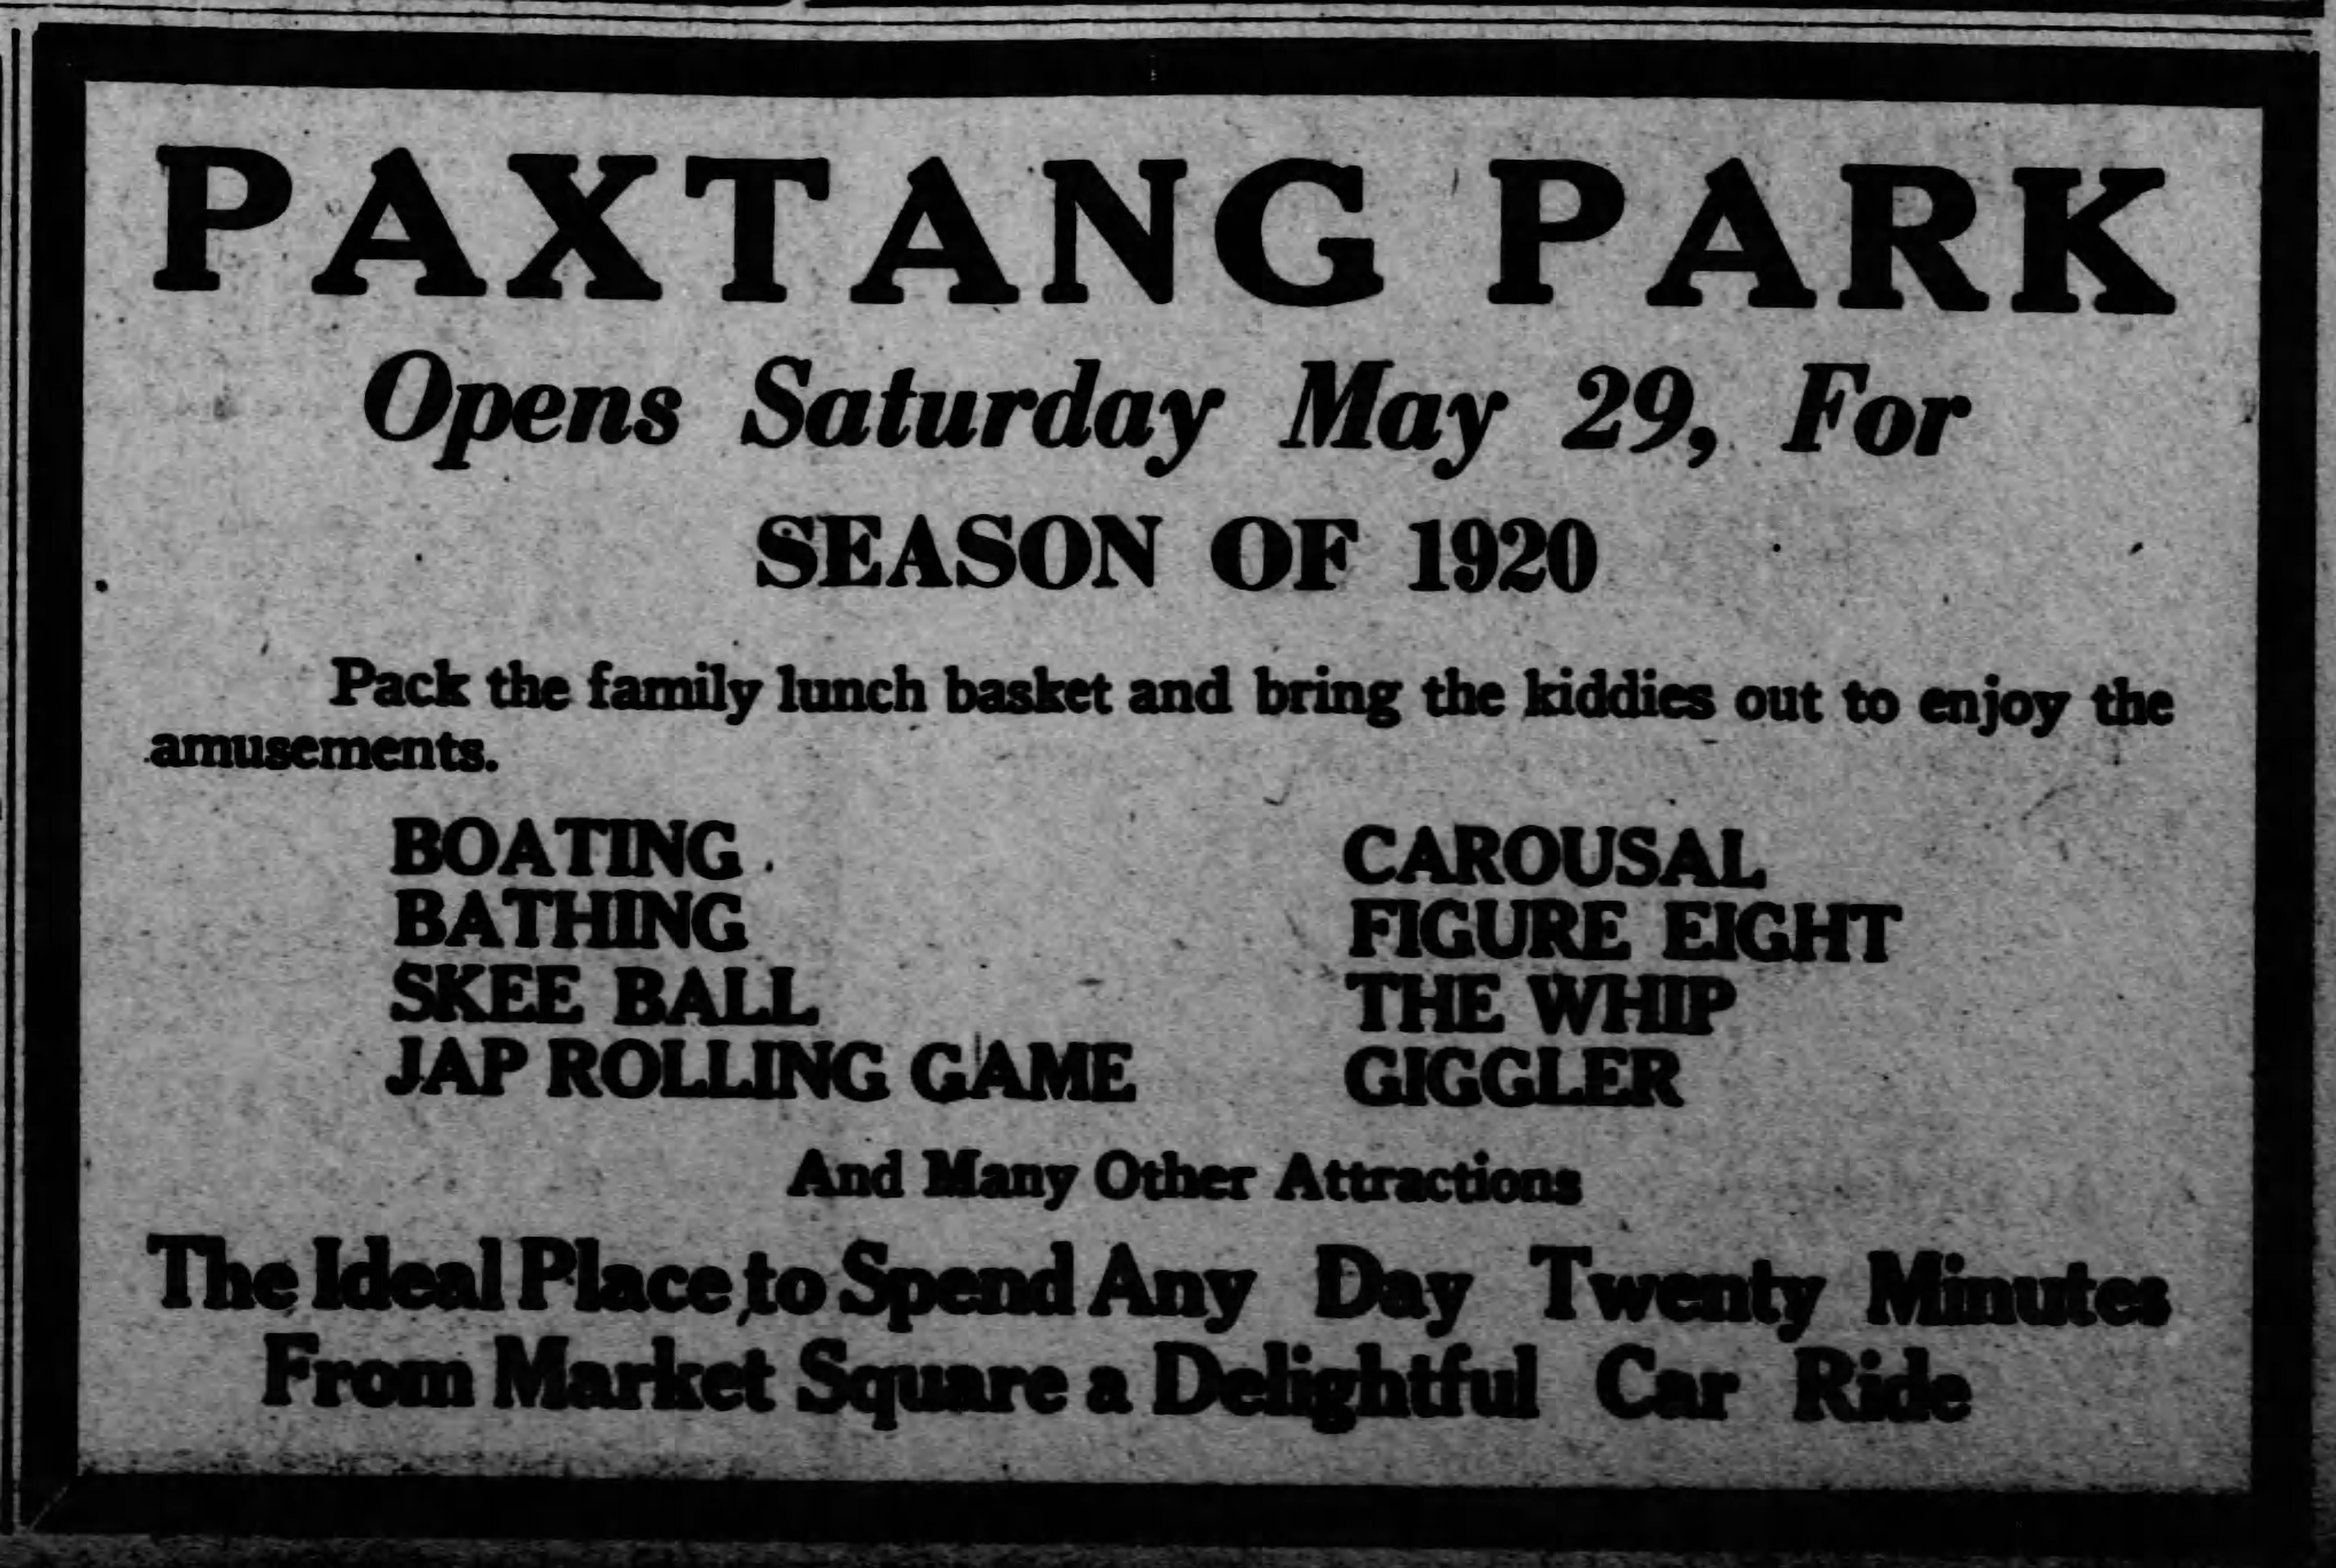 PAXTANG PARK
Opens Saturday May 29, For
SEASON OF 1920
Pack the family lunch basket and bring the kiddies out to enjoy the
amusements.
BOATING
BATHING
SKEE BALL
JAP ROLLING GAME
CAROUSAL
FIGURE EIGHT
THE WHIP
GIGGLER
And Many Other Attractions
The Ideal Place to Spend Any Day Twenty Minutes
From Market Square a Delightful Car Ride